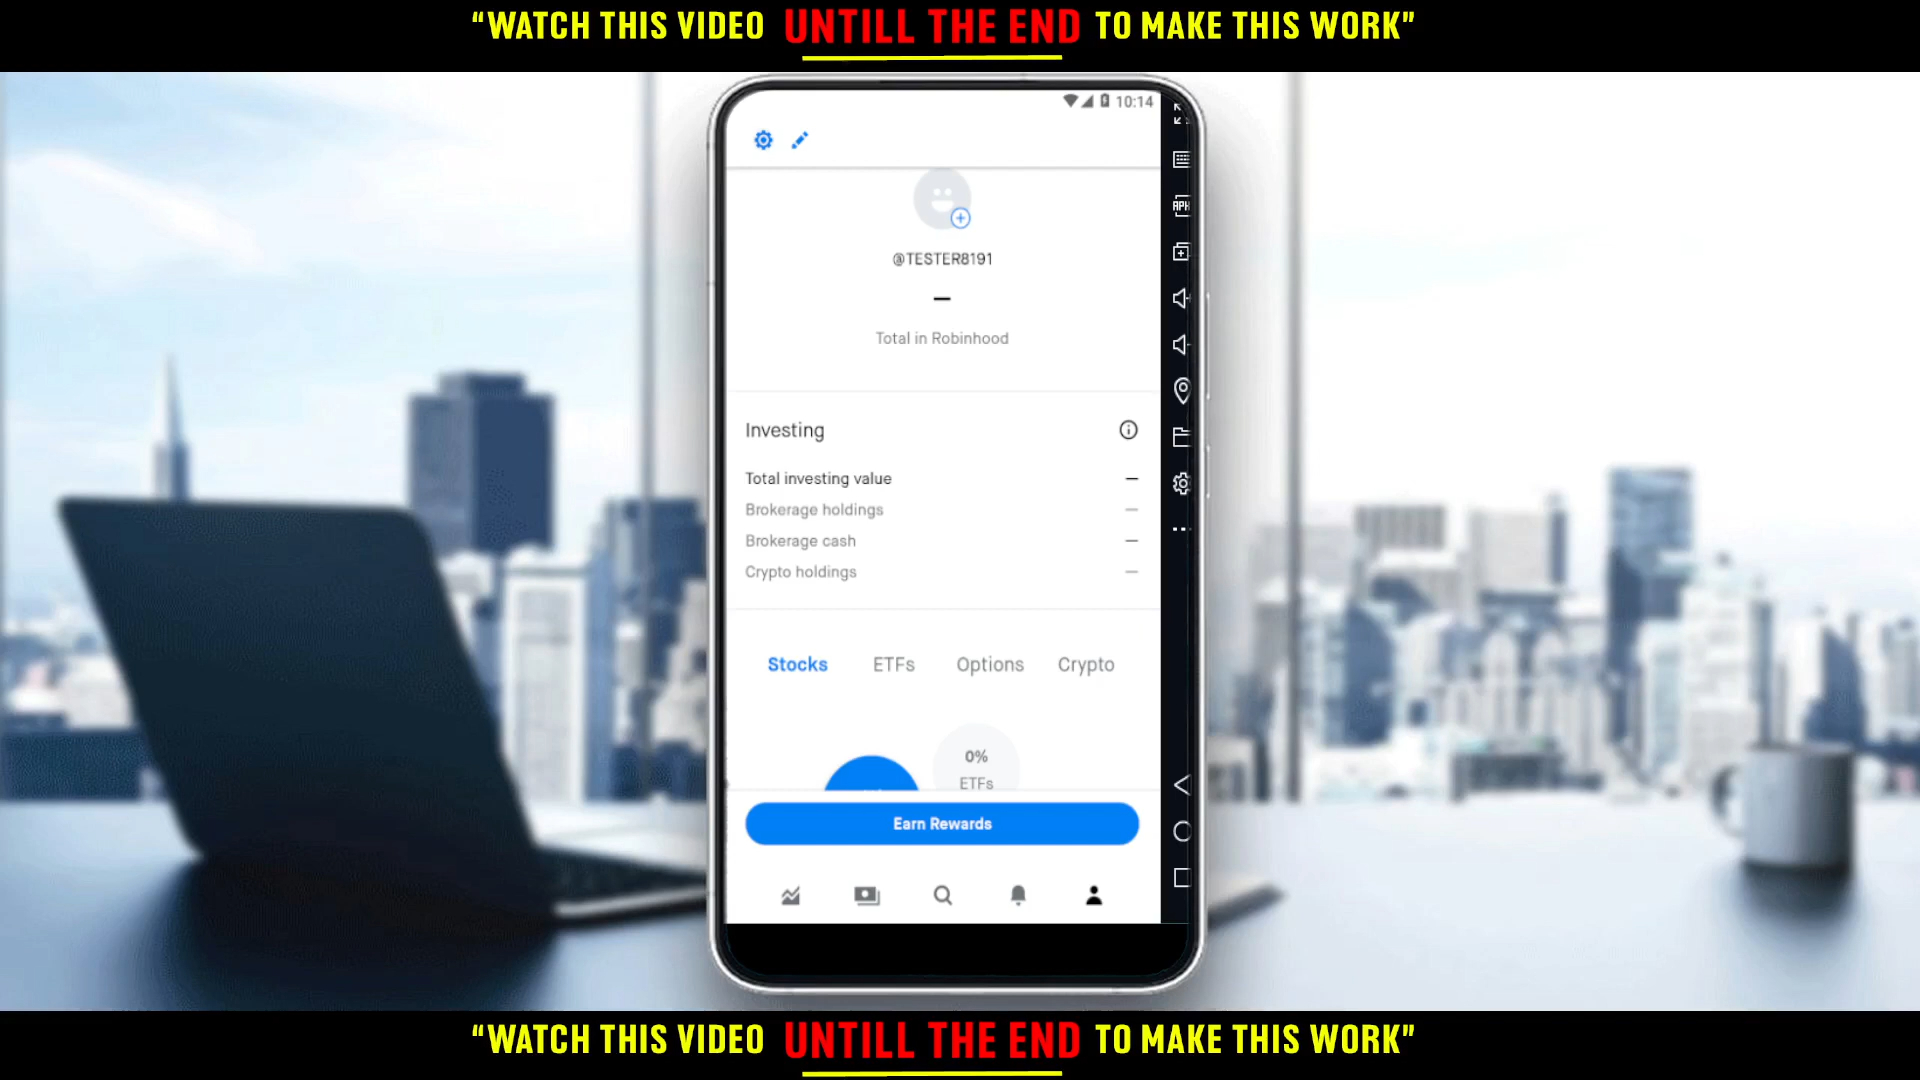 “WATCH THIS VIDEO UNTILL THE END TO MAKE THIS WORK”
10:14
@TESTER8191
—
Total in Robinhood
Investing
Total investing value —
Brokerage holdings —
Brokerage cash —
Crypto holdings —
Stocks ETFs Options Crypto
0%
ETFs
Earn Rewards
“WATCH THIS VIDEO UNTILL THE END TO MAKE THIS WORK”